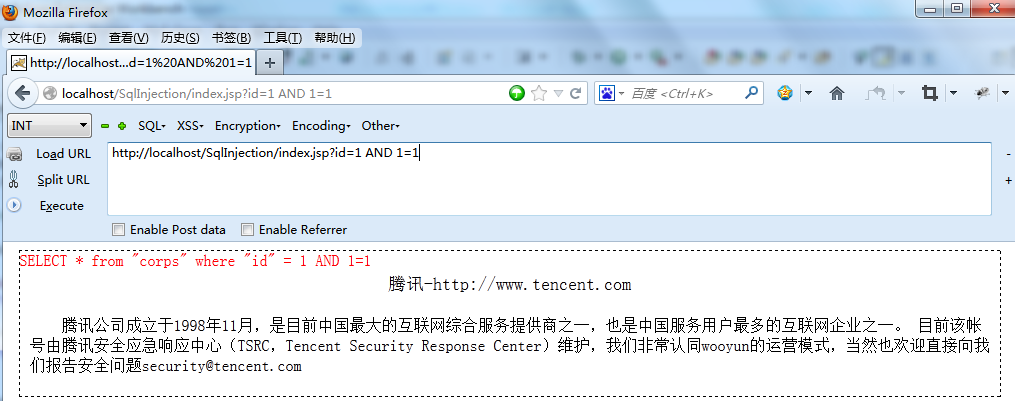 Mozilla Firefox
文件(F) 编辑(E) 查看(V) 历史(S) 书签(B) 工具(T) 帮助(H)
http://localhost...d=1%20AND%201=1 +
localhost/SqlInjection/index.jsp?id=1 AND 1=1 百度 <Ctrl+K>
INT SQL- XSS- Encryption- Encoding- Other-
Load URL http://localhost/SqlInjection/index.jsp?id=1 AND 1=1 -
Split URL +
Execute
Enable Post data Enable Referrer
SELECT * from "corps" where "id" = 1 AND 1=1
腾讯-http://www.tencent.com
腾讯公司成立于1998年11月,是目前中国最大的互联网综合服务提供商之一,也是中国服务用户最多的互联网企业之一。 目前该帐
号由腾讯安全应急响应中心(TSRC, Tencent Security Response Center)维护,我们非常认同wooyun的运营模式,当然也欢迎直接向我
们报告安全问题security@tencent.com